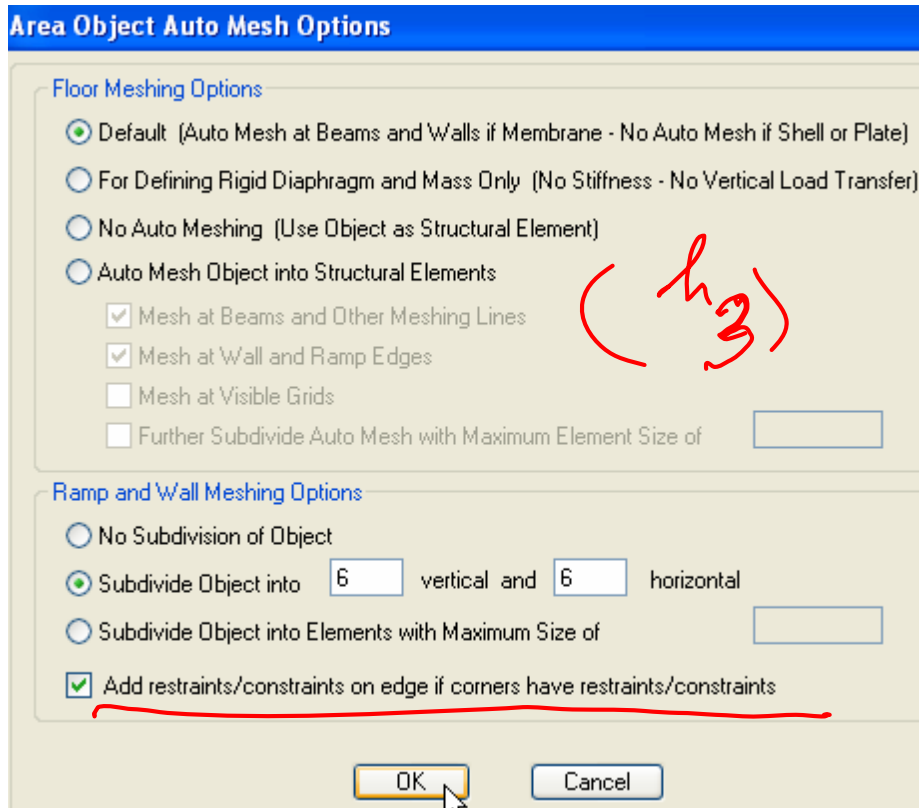 Area Object Auto Mesh Options
Floor Meshing Options
Default (Auto Mesh at Beams and Walls if Membrane - No Auto Mesh if Shell or Plate)
For Defining Rigid Diaphragm and Mass Only (No Stiffness - No Vertical Load Transfer)
No Auto Meshing (Use Object as Structural Element)
Auto Mesh Object into Structural Elements
Mesh at Beams and Other Meshing Lines
Mesh at Wall and Ramp Edges
Mesh at Visible Grids
Further Subdivide Auto Mesh with Maximum Element Size of
Ramp and Wall Meshing Options
No Subdivision of Object
Subdivide Object into 6 vertical and 6 horizontal
Subdivide Object into Elements with Maximum Size of
Add restraints/constraints on edge if corners have restraints/constraints
OK Cancel